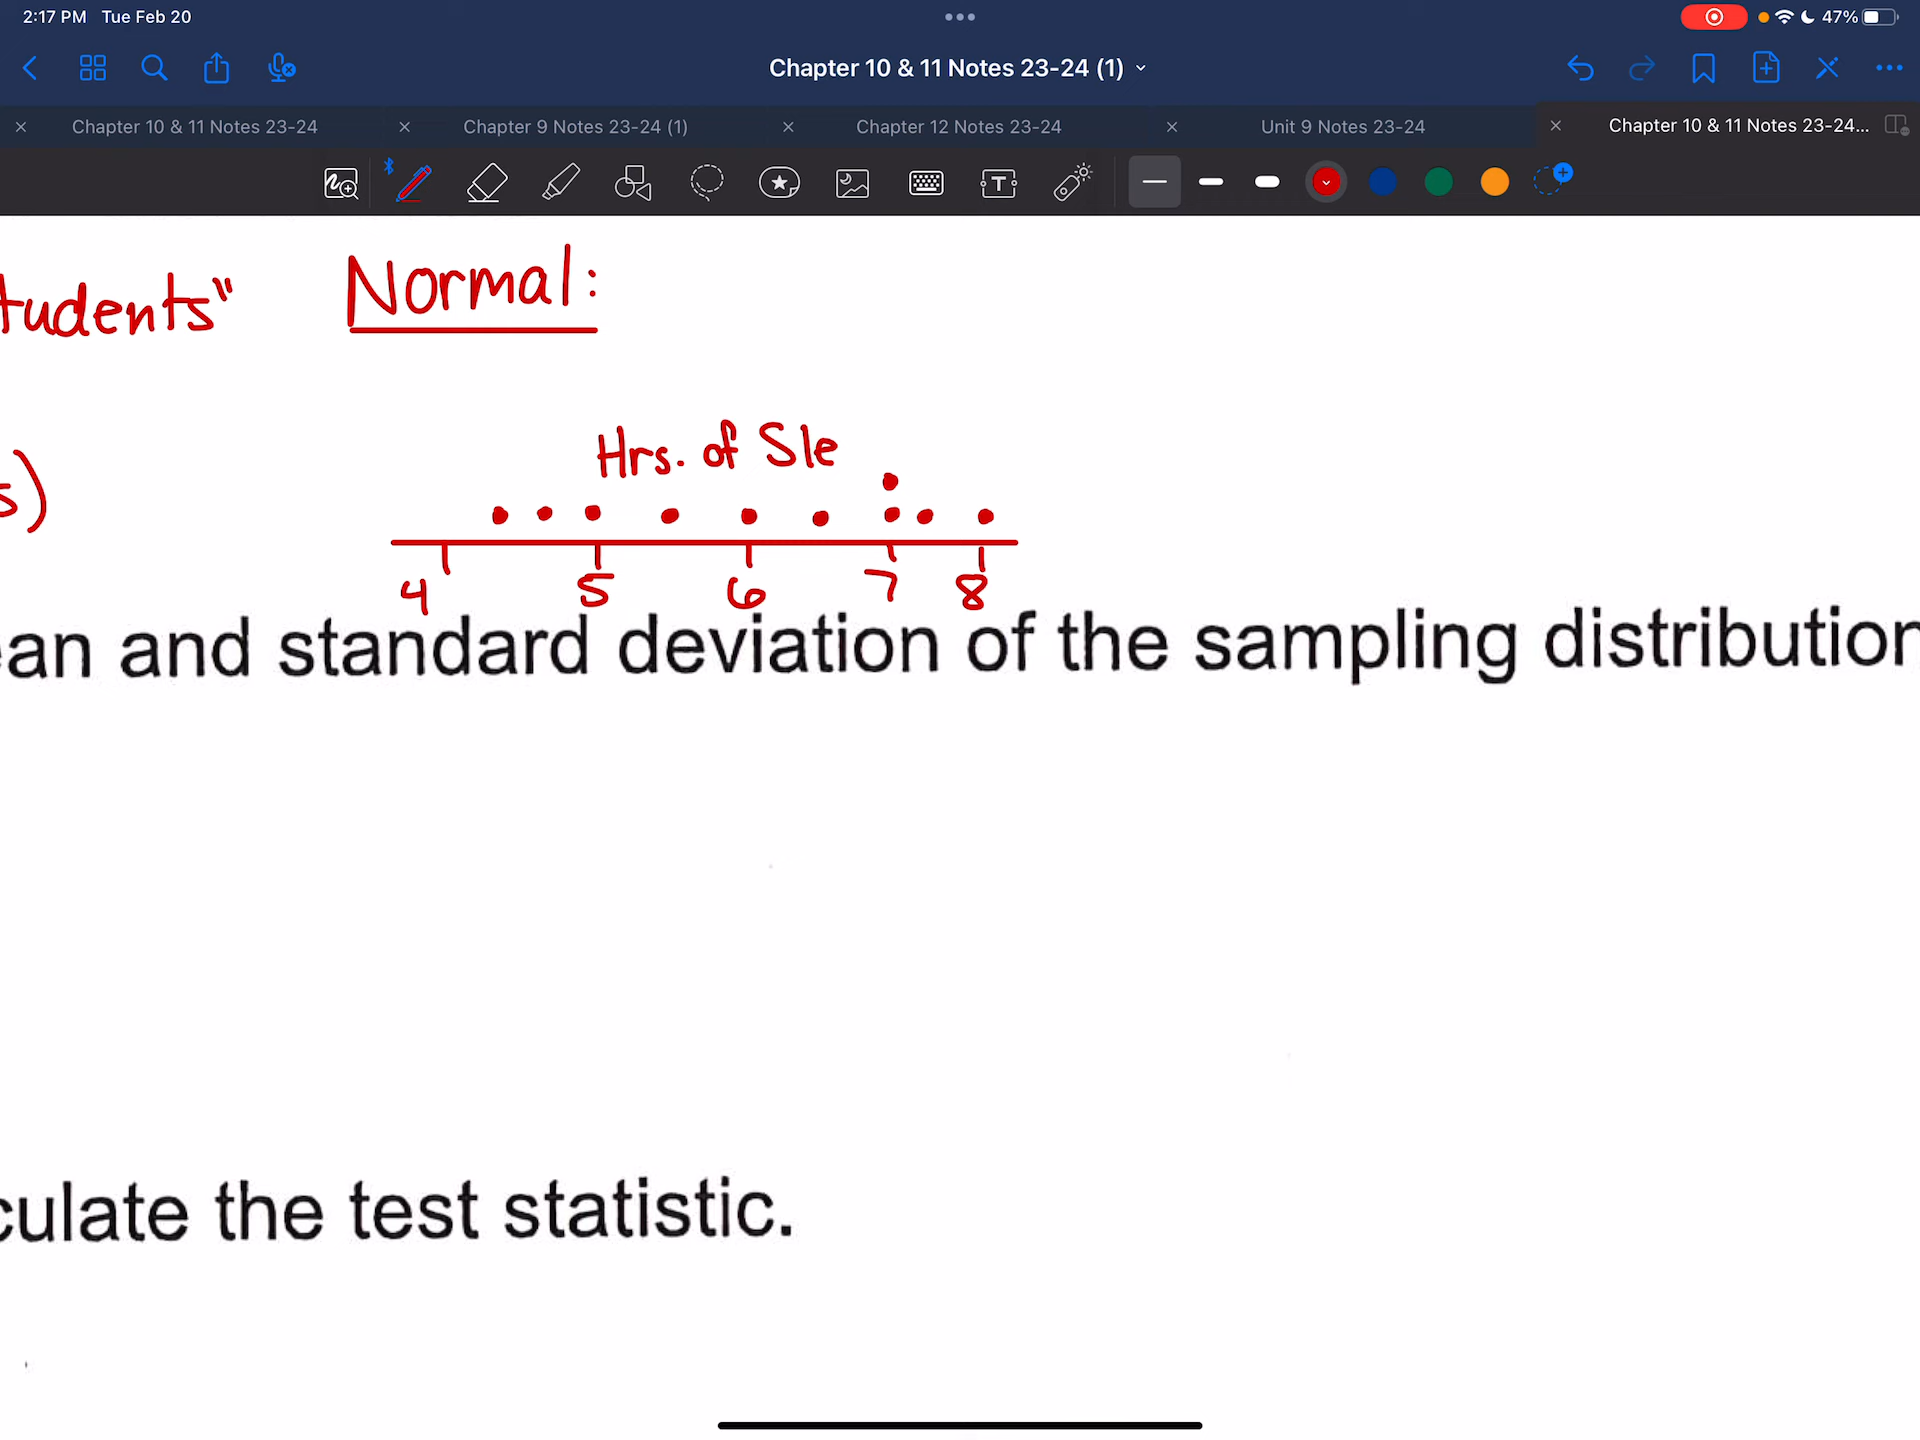 2:17 PM Tue Feb 20
47%
Chapter 10 & 11 Notes 23-24 (1)
Chapter 10 & 11 Notes 23-24
Chapter 9 Notes 23-24 (1)
Chapter 12 Notes 23-24
Unit 9 Notes 23-24
Chapter 10 & 11 Notes 23-24...
tudents" Normal:
Hrs. of Sle
s)
4 5 6 7 8
ean and standard deviation of the sampling distribution
culate the test statistic.